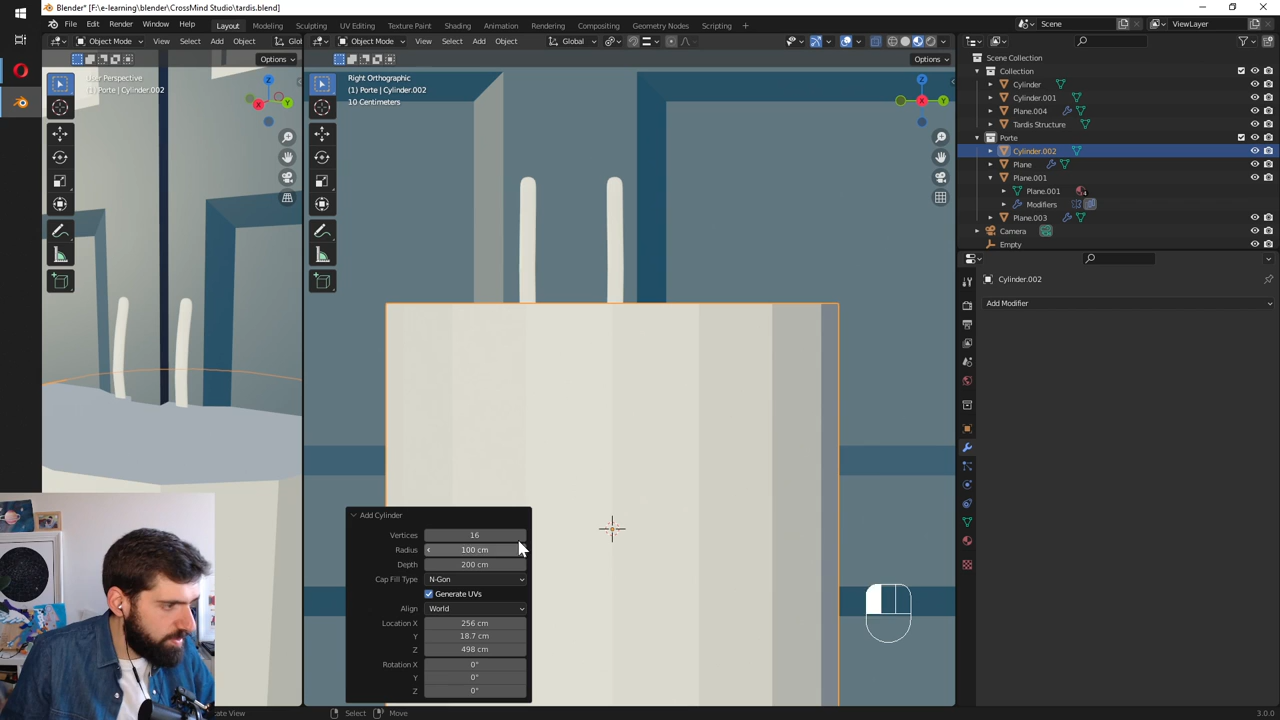 Blender* [F:\e-learning\blender\CrossMind Studio\tardis.blend]
File Edit Render Window Help Layout Modeling Sculpting UV Editing Texture Paint Shading Animation Rendering Compositing Geometry Nodes Scripting + Scene ViewLayer
Object Mode View Select Add Object Glob
Object Mode View Select Add Object Global
Options
Options
User Perspective
(1) Porte | Cylinder.002
Right Orthographic
(1) Porte | Cylinder.002
10 Centimeters
Z
Y
X
Z
Y
X
Scene Collection
Collection
Cylinder
Cylinder.001
Plane.004
Tardis Structure
Porte
Cylinder.002
Plane
Plane.001
Plane.001 4
Modifiers
Plane.003
Camera
Empty
Cylinder.002
Add Modifier
Add Cylinder
Vertices 16
Radius 100 cm
Depth 200 cm
Cap Fill Type N-Gon
Generate UVs
Align World
Location X 256 cm
Y 18.7 cm
Z 498 cm
Rotation X 0°
Y 0°
Z 0°
tate View Select Move 3.0.0